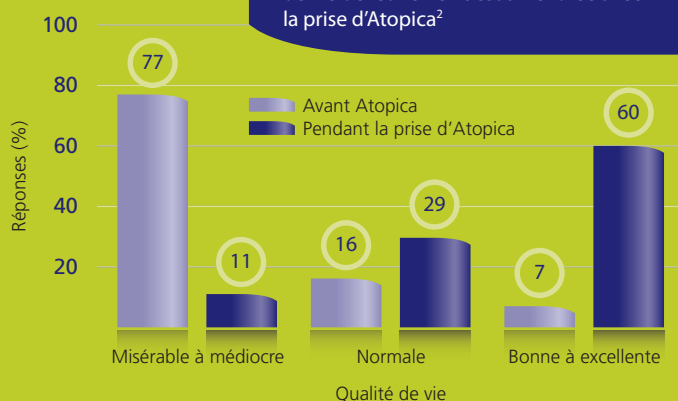 la prise d'Atopica2
100
80
60
40
20
Réponses (%)
77
11
16
29
7
60
Avant Atopica
Pendant la prise d'Atopica
Misérable à médiocre
Normale
Bonne à excellente
Qualité de vie